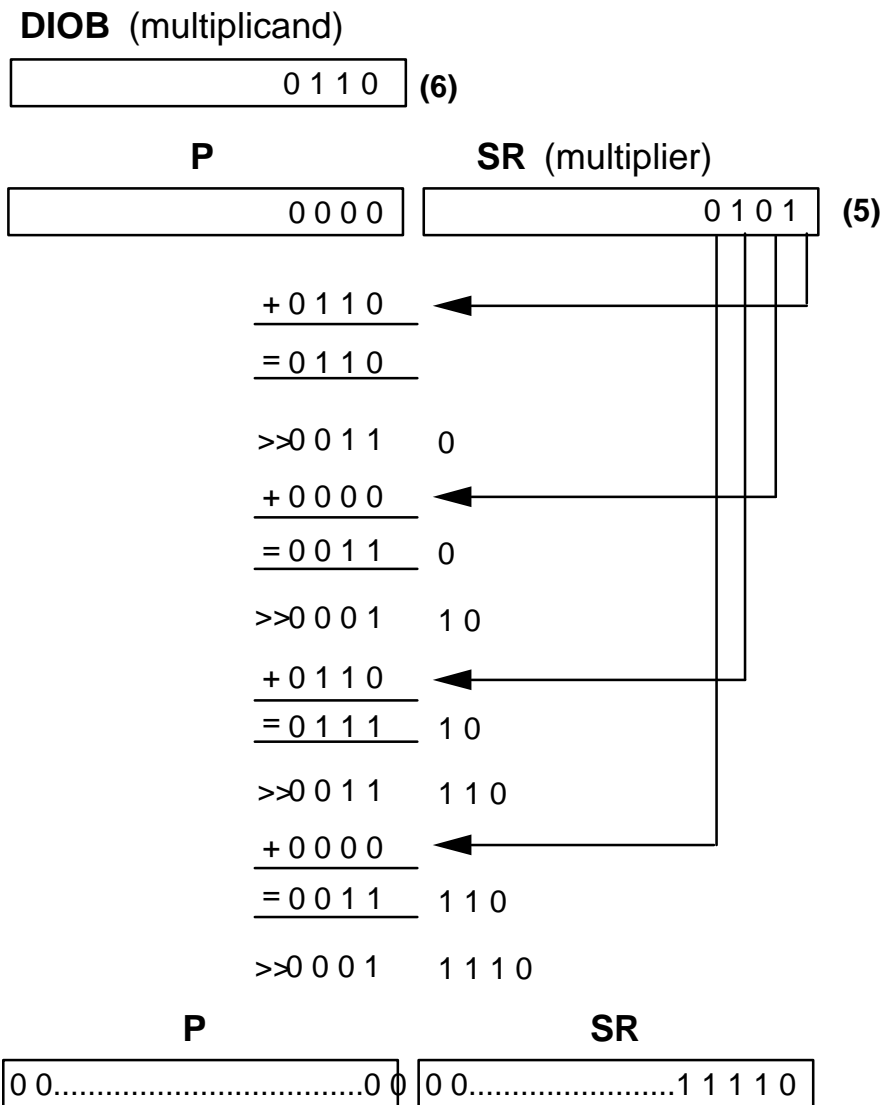 DIOB (multiplicand)
0 1 1 0 (6)
P SR (multiplier)
0 0 0 0 0 1 0 1 (5)
+ 0 1 1 0
= 0 1 1 0
>>0 0 1 1 0
+ 0 0 0 0
= 0 0 1 1 0
>>0 0 0 1 1 0
+ 0 1 1 0
= 0 1 1 1 1 0
>>0 0 1 1 1 1 0
+ 0 0 0 0
= 0 0 1 1 1 1 0
>>0 0 0 1 1 1 1 0
P SR
0 0..................................0 0 0 0.......................1 1 1 1 0